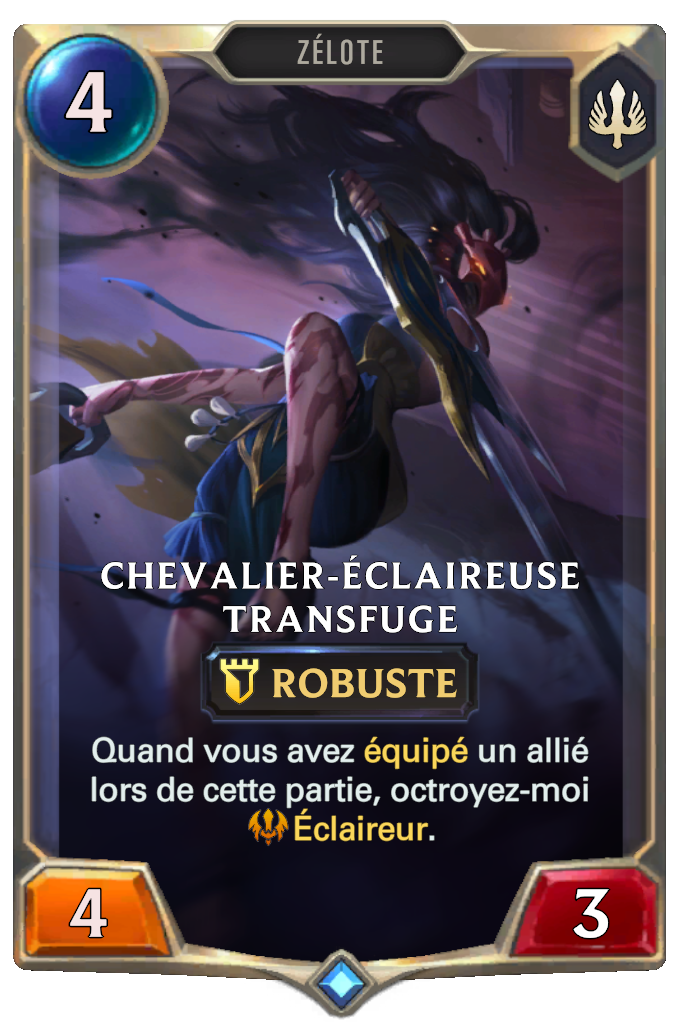 ZÉLOTE
4
CHEVALIER-ÉCLAIREUSE
TRANSFUGE
ROBUSTE
Quand vous avez équipé un allié
lors de cette partie, octroyez-moi
Éclaireur.
4
3